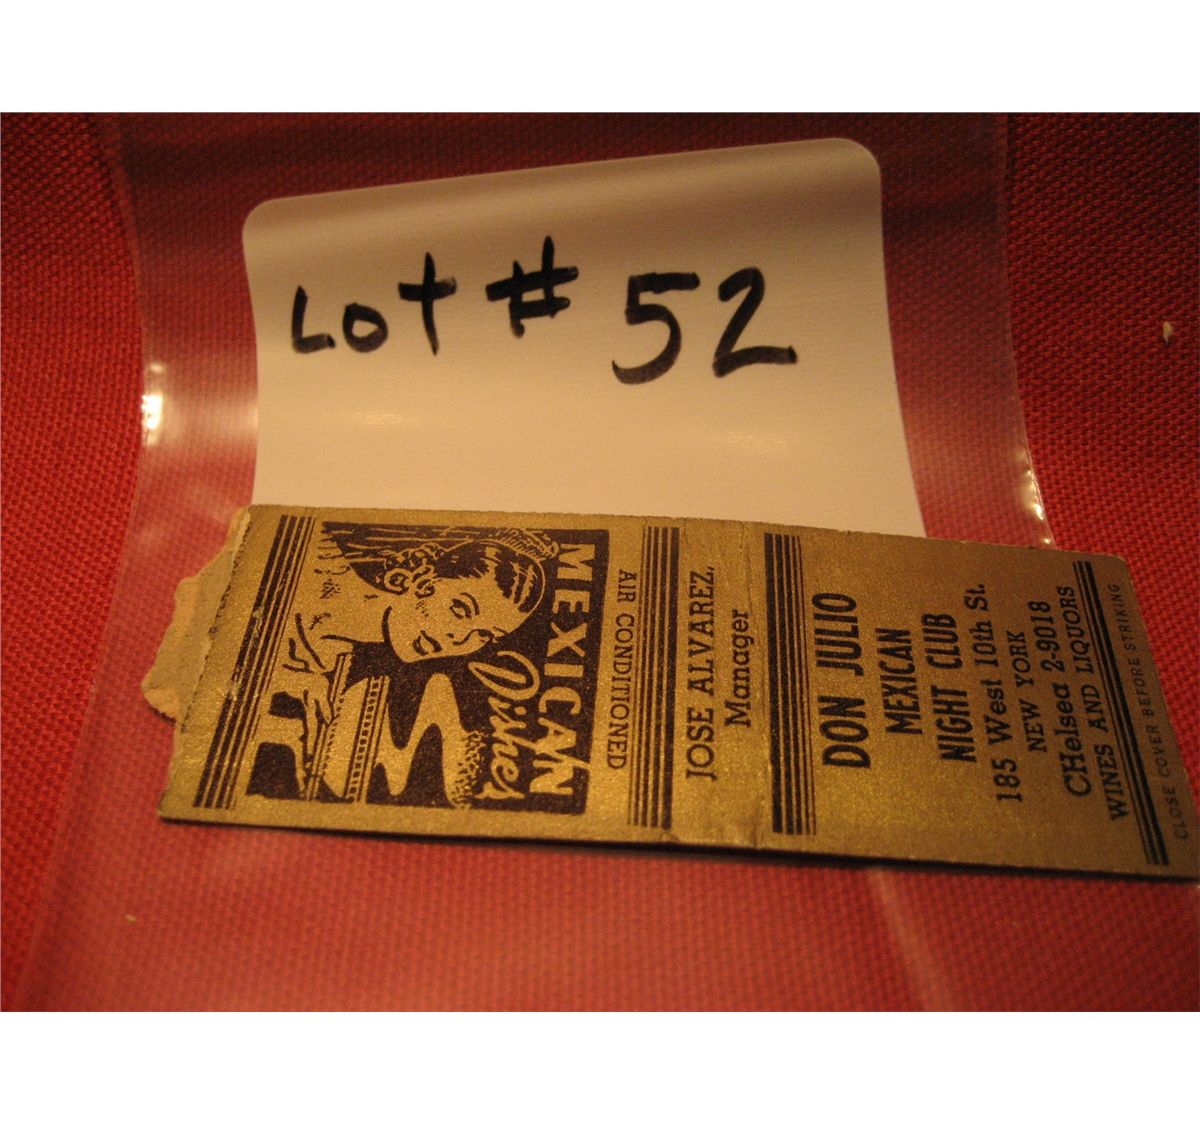 Lot # 52
MEXICAN
Dishes
AIR CONDITIONED
JOSE ALVAREZ,
Manager
DON JULIO
MEXICAN
NIGHT CLUB
185 West 10th St.
NEW YORK
CHelsea 2-9018
WINES AND LIQUORS
CLOSE COVER BEFORE STRIKING